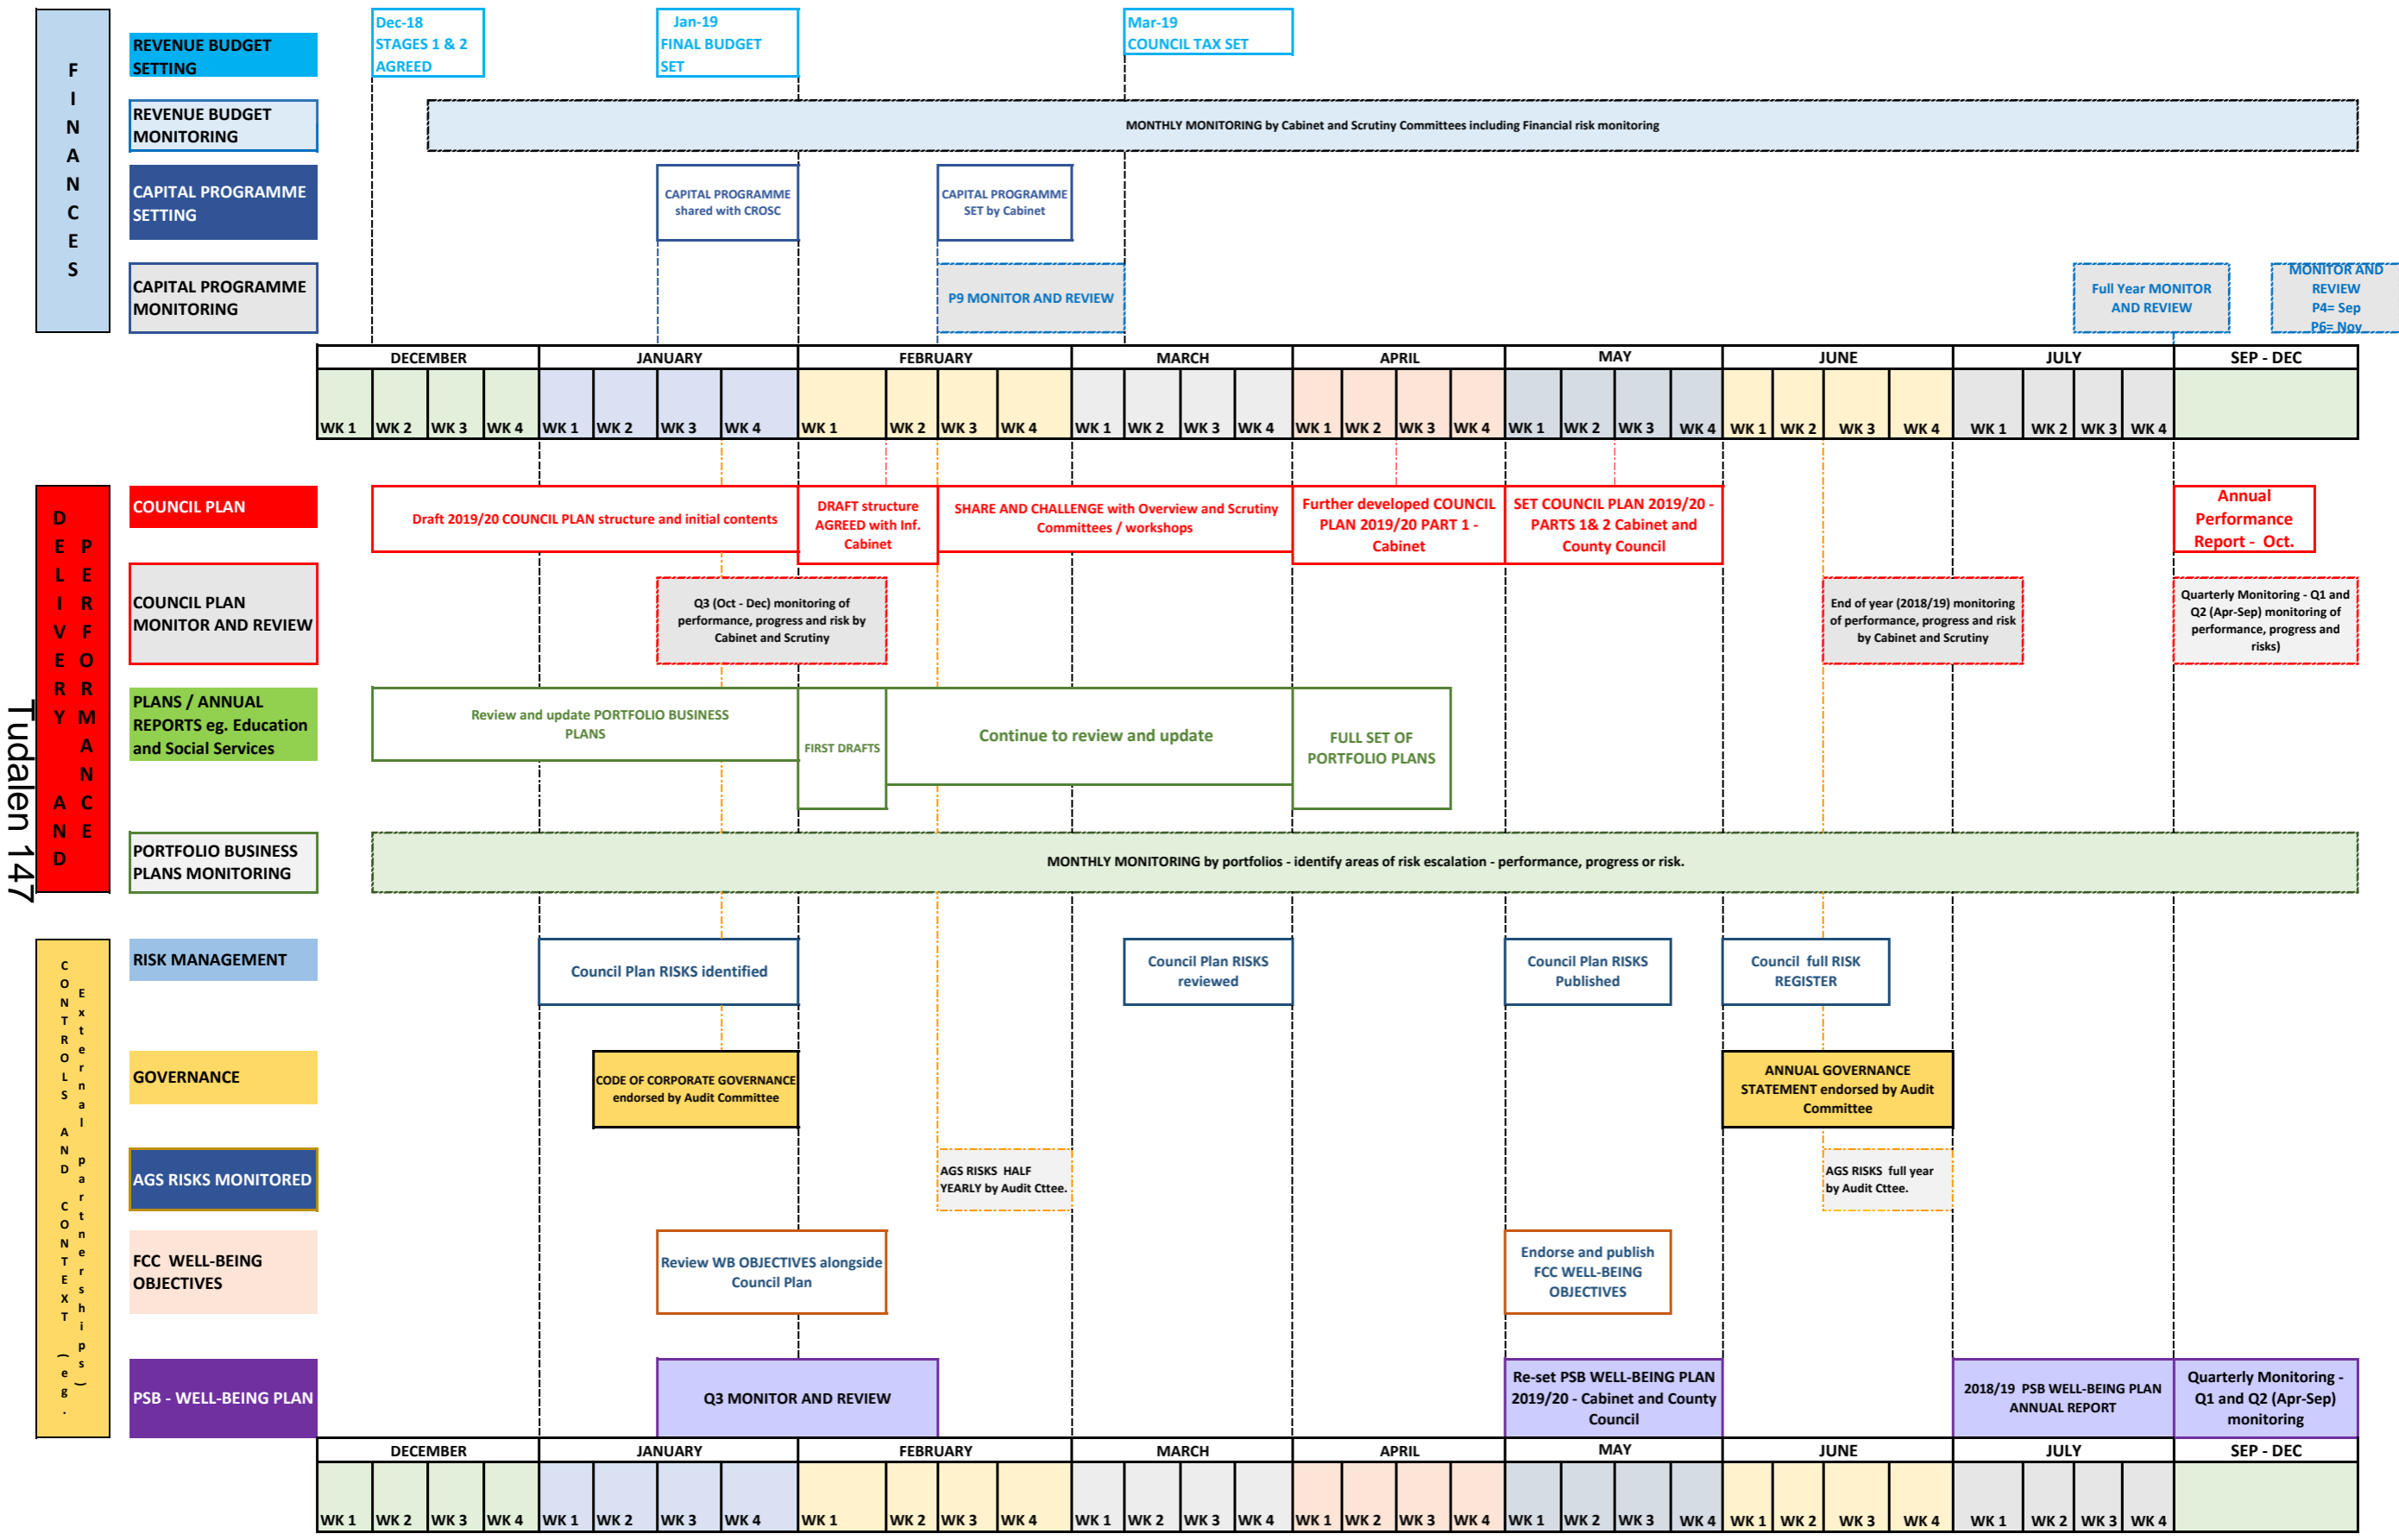 FINANCES
REVENUE BUDGET
SETTING
Dec-18
STAGES 1 & 2
AGREED
Jan-19
FINAL BUDGET
SET
Mar-19
COUNCIL TAX SET
REVENUE BUDGET
MONITORING
MONTHLY MONITORING by Cabinet and Scrutiny Committees including Financial risk monitoring
CAPITAL PROGRAMME
SETTING
CAPITAL PROGRAMME
shared with CROSC
CAPITAL PROGRAMME
SET by Cabinet
CAPITAL PROGRAMME
MONITORING
P9 MONITOR AND REVIEW
Full Year MONITOR
AND REVIEW
MONITOR AND
REVIEW
P4= Sep
P6= Nov
DECEMBER JANUARY FEBRUARY MARCH APRIL MAY JUNE JULY SEP - DEC
WK 1 WK 2 WK 3 WK 4 WK 1 WK 2 WK 3 WK 4 WK 1 WK 2 WK 3 WK 4 WK 1 WK 2 WK 3 WK 4 WK 1 WK 2 WK 3 WK 4 WK 1 WK 2 WK 3 WK 4 WK 1 WK 2 WK 3 WK 4 WK 1 WK 2 WK 3 WK 4
DELIVERY AND
PERFORMANCE
COUNCIL PLAN
Draft 2019/20 COUNCIL PLAN structure and initial contents
DRAFT structure
AGREED with Inf.
Cabinet
SHARE AND CHALLENGE with Overview and Scrutiny
Committees / workshops
Further developed COUNCIL
PLAN 2019/20 PART 1 -
Cabinet
SET COUNCIL PLAN 2019/20 -
PARTS 1& 2 Cabinet and
County Council
Annual
Performance
Report - Oct.
COUNCIL PLAN
MONITOR AND REVIEW
Q3 (Oct - Dec) monitoring of
performance, progress and risk by
Cabinet and Scrutiny
End of year (2018/19) monitoring
of performance, progress and risk
by Cabinet and Scrutiny
Quarterly Monitoring - Q1 and
Q2 (Apr-Sep) monitoring of
performance, progress and
risks)
PLANS / ANNUAL
REPORTS eg. Education
and Social Services
Review and update PORTFOLIO BUSINESS
PLANS
FIRST DRAFTS
Continue to review and update
FULL SET OF
PORTFOLIO PLANS
PORTFOLIO BUSINESS
PLANS MONITORING
MONTHLY MONITORING by portfolios - identify areas of risk escalation - performance, progress or risk.
Tudalen 147
CONTROLS AND CONTEXT (eg.
External partnerships)
RISK MANAGEMENT
Council Plan RISKS identified
Council Plan RISKS
reviewed
Council Plan RISKS
Published
Council full RISK
REGISTER
GOVERNANCE
CODE OF CORPORATE GOVERNANCE
endorsed by Audit Committee
ANNUAL GOVERNANCE
STATEMENT endorsed by Audit
Committee
AGS RISKS MONITORED
AGS RISKS HALF
YEARLY by Audit Cttee.
AGS RISKS full year
by Audit Cttee.
FCC WELL-BEING
OBJECTIVES
Review WB OBJECTIVES alongside
Council Plan
Endorse and publish
FCC WELL-BEING
OBJECTIVES
PSB - WELL-BEING PLAN
Q3 MONITOR AND REVIEW
Re-set PSB WELL-BEING PLAN
2019/20 - Cabinet and County
Council
2018/19 PSB WELL-BEING PLAN
ANNUAL REPORT
Quarterly Monitoring -
Q1 and Q2 (Apr-Sep)
monitoring
DECEMBER JANUARY FEBRUARY MARCH APRIL MAY JUNE JULY SEP - DEC
WK 1 WK 2 WK 3 WK 4 WK 1 WK 2 WK 3 WK 4 WK 1 WK 2 WK 3 WK 4 WK 1 WK 2 WK 3 WK 4 WK 1 WK 2 WK 3 WK 4 WK 1 WK 2 WK 3 WK 4 WK 1 WK 2 WK 3 WK 4 WK 1 WK 2 WK 3 WK 4